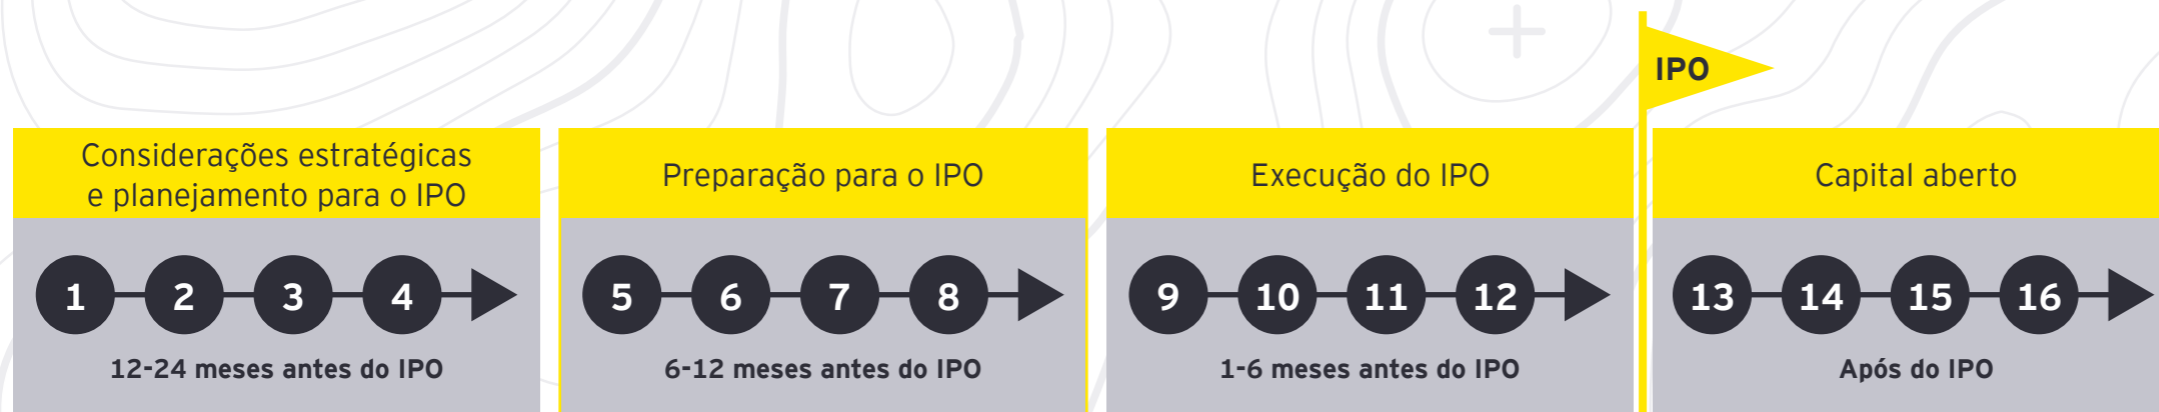 IPO
Considerações estratégicas
e planejamento para o IPO
1 2 3 4
12-24 meses antes do IPO
Preparação para o IPO
5 6 7 8
6-12 meses antes do IPO
Execução do IPO
9 10 11 12
1-6 meses antes do IPO
Capital aberto
13 14 15 16
Após do IPO